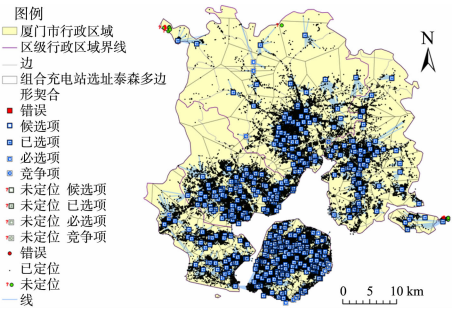 图例
厦门市行政区域
区级行政区域界线
边
组合充电站选址泰森多边
形契合
错误
候选项
已选项
必选项
竞争项
未定位 候选项
未定位 已选项
未定位 必选项
未定位 竞争项
错误
已定位
未定位
线
N
0 5 10 km